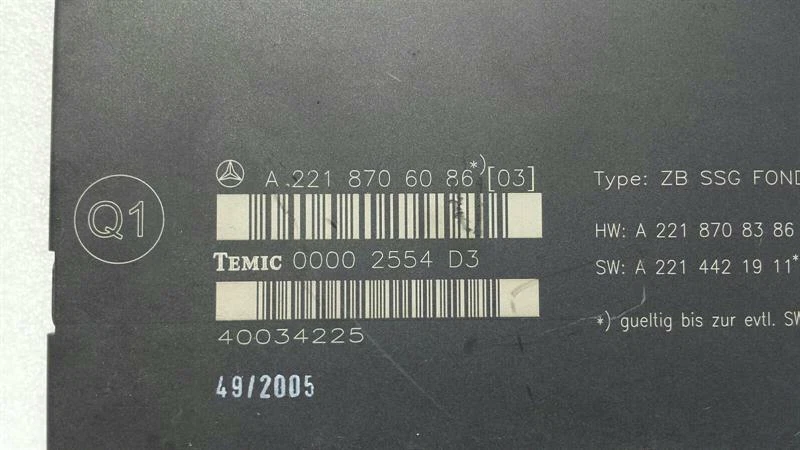 A 221 870 60 86*)[03]
Q1
TEMIC 0000 2554 D3
40034225
49/2005
Type: ZB SSG FOND
HW: A 221 870 83 86
SW: A 221 442 19 11*
*) gueltig bis zur evtl. SW